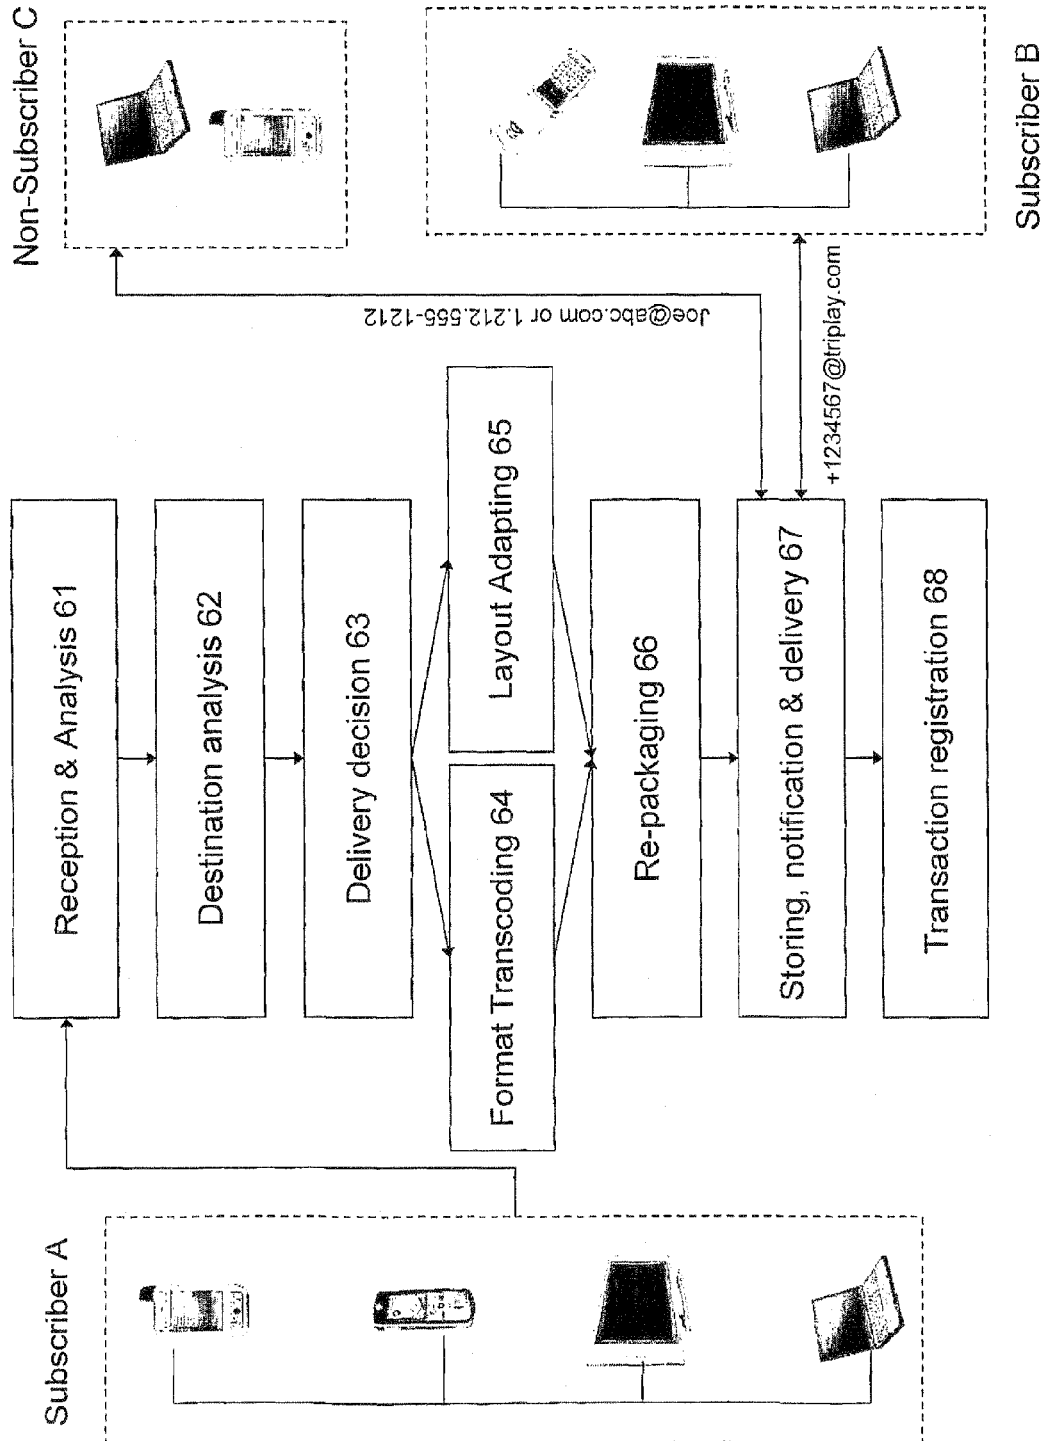 Subscriber A
Reception & Analysis 61
Destination analysis 62
Delivery decision 63
Format Transcoding 64
Layout Adapting 65
Re-packaging 66
Storing, notification & delivery 67
Transaction registration 68
Joe@abc.com or 1.212.555-1212
+1234567@triplay.com
Non-Subscriber C
Subscriber B